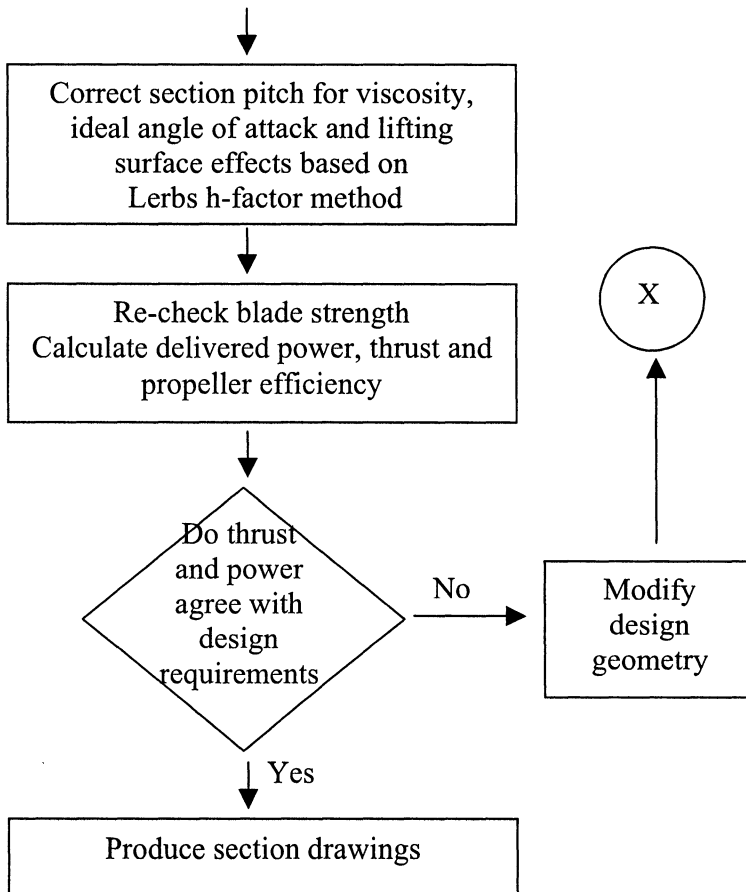 Correct section pitch for viscosity,
ideal angle of attack and lifting
surface effects based on
Lerbs h-factor method
Re-check blade strength
Calculate delivered power, thrust and
propeller efficiency
X
Do thrust
and power
agree with
design
requirements
No
Modify
design
geometry
Yes
Produce section drawings